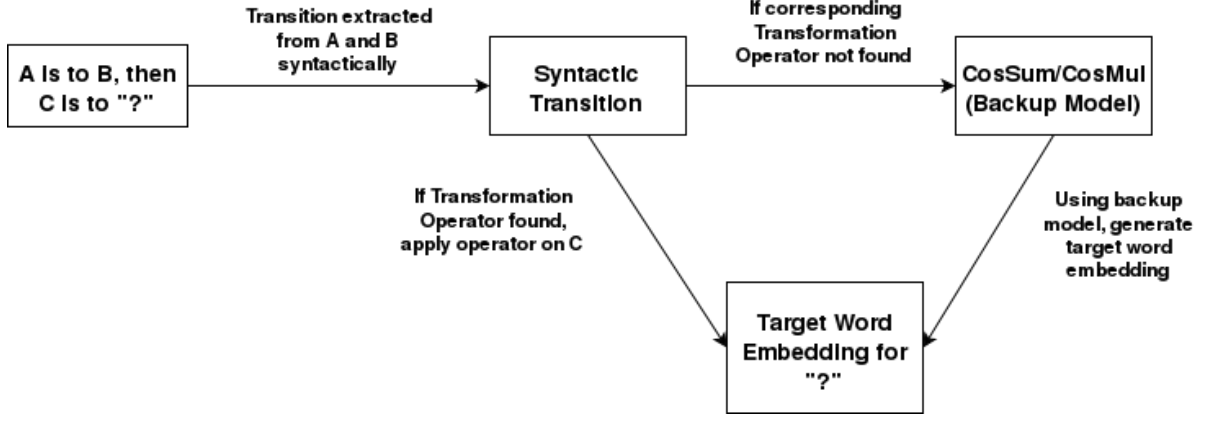 Transition extracted
from A and B
syntactically
If corresponding
Transformation
Operator not found
A is to B, then
C is to "?"
Syntactic
Transition
CosSum/CosMul
(Backup Model)
If Transformation
Operator found,
apply operator on C
Using backup
model, generate
target word
embedding
Target Word
Embedding for
"?"